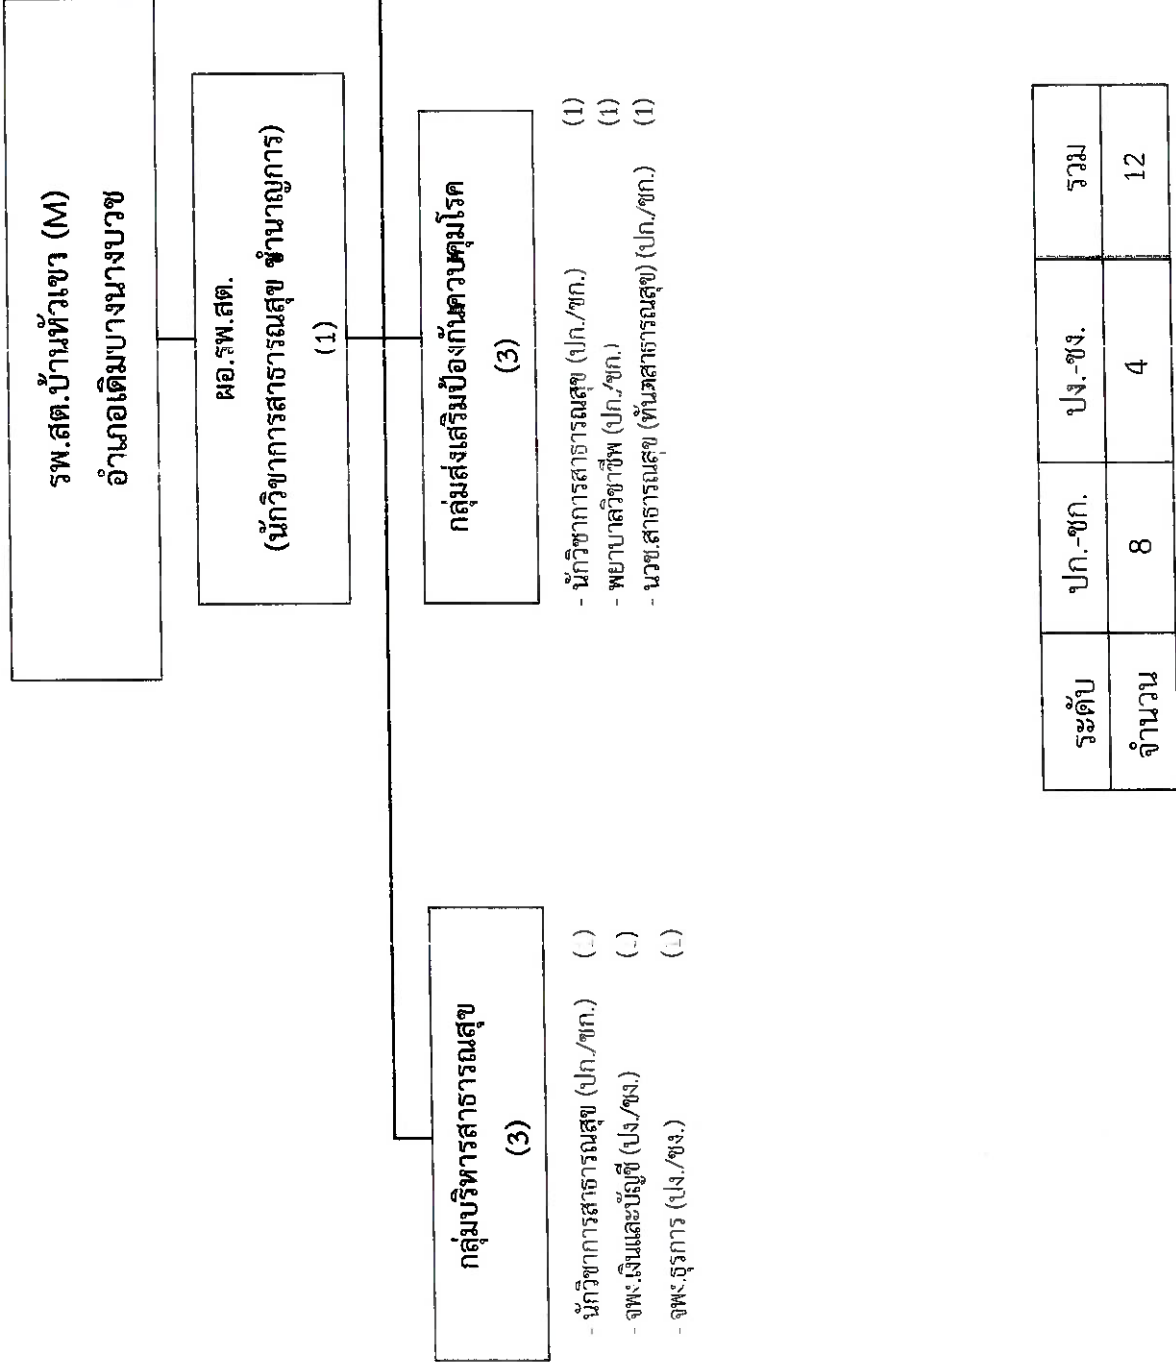 รพ.สต.บ้านหัวเขา (M)
อำเภอเดิมบางนางบวช
ผอ.รพ.สต.
(นักวิชาการสาธารณสุข ชำนาญการ)
(1)
กลุ่มบริหารสาธารณสุข
(3)
- นักวิชาการสาธารณสุข (ปก./ชก.) (1)
- จพง.เงินและบัญชี (ปง./ชง.) (1)
- จพง.ธุรการ (ปง./ชง.) (1)
กลุ่มส่งเสริมป้องกันควบคุมโรค
(3)
- นักวิชาการสาธารณสุข (ปก./ชก.) (1)
- พยาบาลวิชาชีพ (ปก./ชก.) (1)
- นวช.สาธารณสุข (ทันตสาธารณสุข) (ปก./ชก.) (1)
ระดับ ปก.-ชก. ปง.-ชง. รวม
จำนวน 8 4 12